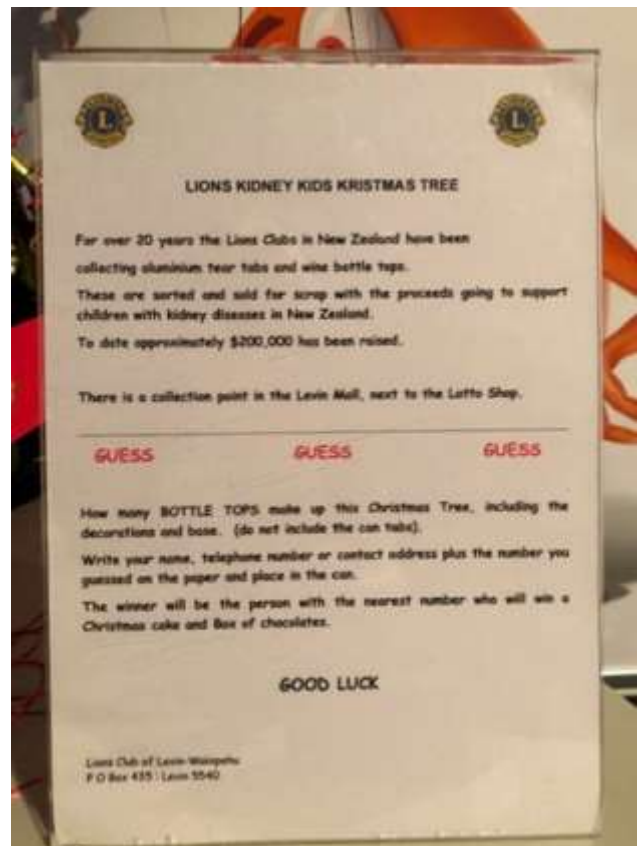 L
L
LIONS KIDNEY KIDS KRISTMAS TREE
For over 20 years the Lions Clubs in New Zealand have been
collecting aluminium tear tabs and wine bottle tops.
These are sorted and sold for scrap with the proceeds going to support
children with kidney diseases in New Zealand.
To date approximately $200,000 has been raised.
There is a collection point in the Levin Mall, next to the Lotto Shop.
GUESS GUESS GUESS
How many BOTTLE TOPS make up this Christmas Tree, including the
decorations and base. (do not include the can tabs).
Write your name, telephone number or contact address plus the number you
guessed on the paper and place in the can.
The winner will be the person with the nearest number who will win a
Christmas cake and Box of chocolates.
GOOD LUCK
Lions Club of Levin
P O Box 435 Levin 5540